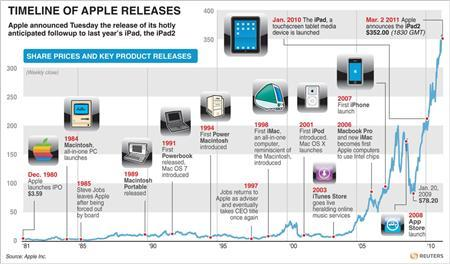 TIMELINE OF APPLE RELEASES
Apple announced Tuesday the release of its hotly
anticipated followup to last year's iPad, the iPad2
SHARE PRICES AND KEY PRODUCT RELEASES
(Weekly close)
Jan. 2010 The iPad, a
touchscreen tablet media
device is launched
Mar. 2 2011 Apple
announces the iPad2
$352.00 (1830 GMT)
350
300
250
200
150
100
50
0
Dec. 1980
Apple
launches IPO
$3.59
1984
Macintosh,
all-in-one PC
launches
1985
Steve Jobs
leaves Apple
after being
forced out
by board
1989
Macintosh
Portable
released
1991
First
Powerbook
released,
Mac OS 7
introduced
1994
First Power
Macintosh
introduced
1997
Jobs returns to
Apple as adviser
and eventually
takes CEO title
once again
1998
First iMac,
an all-in-one
computer,
reminiscent of
the Macintosh,
introduced
2001
First iPod
introduced,
Mac OS X
launches
2003
iTunes Store
goes live,
heralding online
music services
2006
Macbook Pro
and new iMac
becomes first
Apple computers
to use Intel chips
2007
First iPhone
launch
Jan. 20,
2009
$78.20
2008
App
Store
launch
'81
'85
'90
'95
2000
'05
2010
Source: Apple Inc.
REUTERS